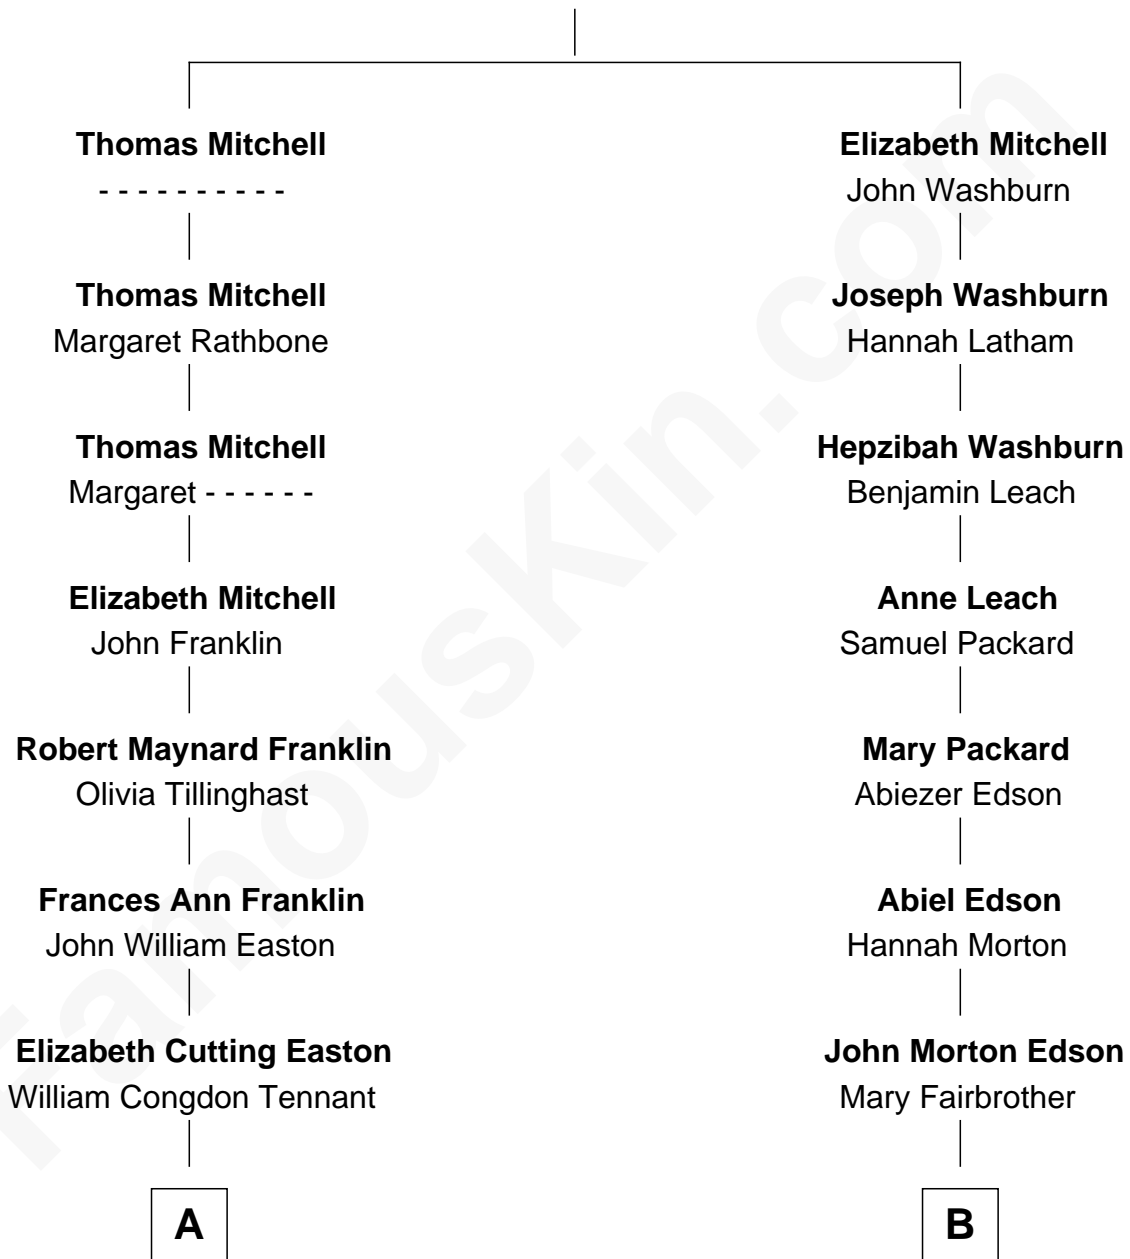 Thomas Mitchell
- - - - - - - - - -
Thomas Mitchell
Margaret Rathbone
Thomas Mitchell
Margaret - - - - - -
Elizabeth Mitchell
John Franklin
Robert Maynard Franklin
Olivia Tillinghast
Frances Ann Franklin
John William Easton
Elizabeth Cutting Easton
William Congdon Tennant
A
Elizabeth Mitchell
John Washburn
Joseph Washburn
Hannah Latham
Hepzibah Washburn
Benjamin Leach
Anne Leach
Samuel Packard
Mary Packard
Abiezer Edson
Abiel Edson
Hannah Morton
John Morton Edson
Mary Fairbrother
B
FamousKin.com